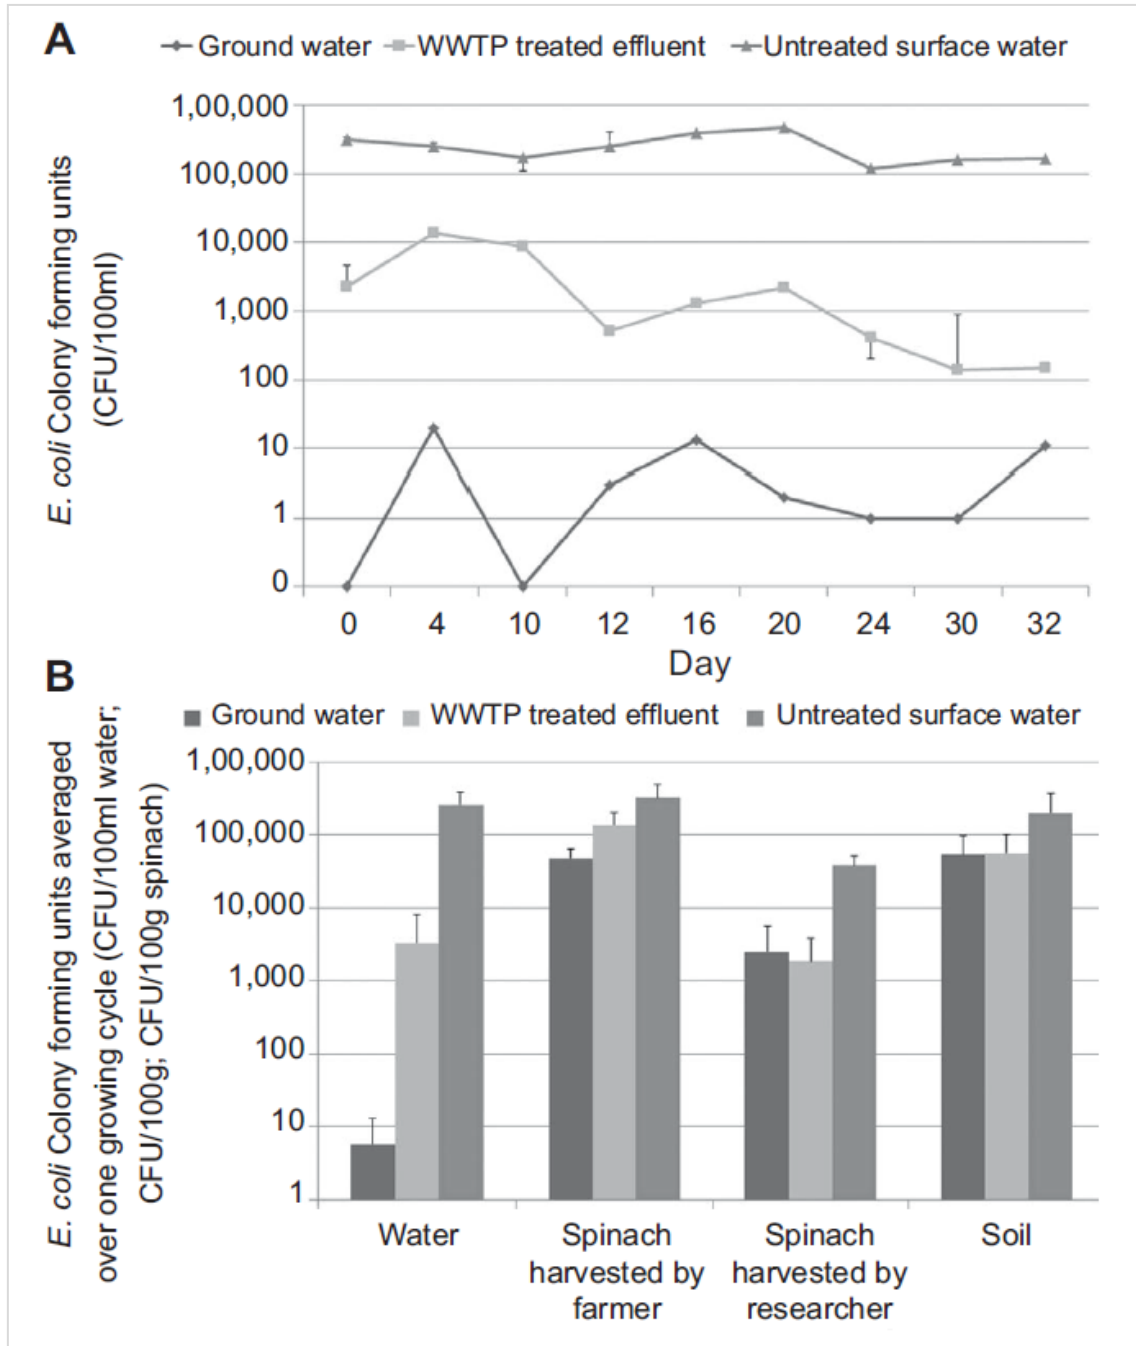 A
Ground water WWTP treated effluent Untreated surface water
E. coli Colony forming units
(CFU/100ml)
1,00,000
100,000
10,000
1,000
100
10
1
0
0 4 10 12 16 20 24 30 32
Day
B
Ground water WWTP treated effluent Untreated surface water
E. coli Colony forming units averaged
over one growing cycle (CFU/100ml water;
CFU/100g; CFU/100g spinach)
1,00,000
100,000
10,000
1,000
100
10
1
Water
Spinach
harvested by
farmer
Spinach
harvested by
researcher
Soil